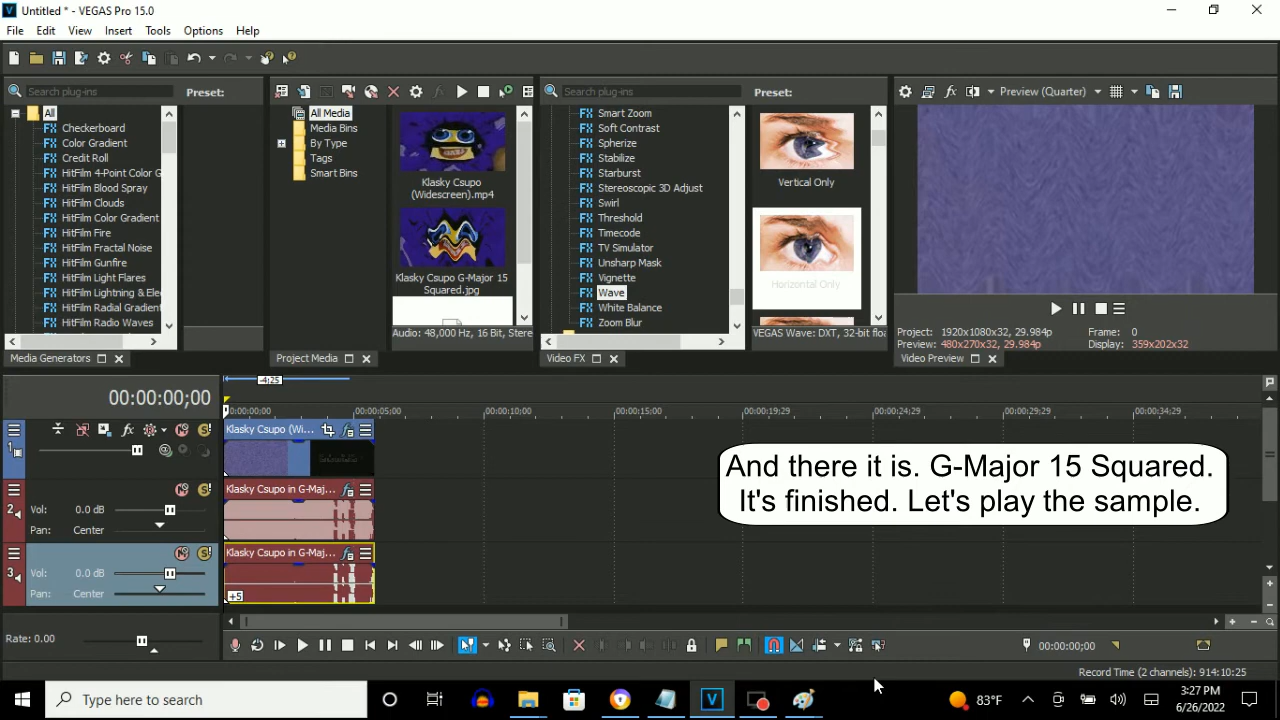 Untitled * - VEGAS Pro 15.0
File Edit View Insert Tools Options Help
Search plug-ins Preset:
All
Checkerboard
Color Gradient
Credit Roll
HitFilm 4-Point Color G
HitFilm Blood Spray
HitFilm Clouds
HitFilm Color Gradient
HitFilm Fire
HitFilm Fractal Noise
HitFilm Gunfire
HitFilm Light Flares
HitFilm Lightning & Ele
HitFilm Radial Gradient
HitFilm Radio Waves
Media Generators
All Media
Media Bins
By Type
Tags
Smart Bins
Klasky Csupo
(Widescreen).mp4
Klasky Csupo G-Major 15
Squared.jpg
Audio: 48,000 Hz, 16 Bit, Stere
Project Media
Search plug-ins Preset:
Smart Zoom
Soft Contrast
Spherize
Stabilize
Starburst
Stereoscopic 3D Adjust
Swirl
Threshold
Timecode
TV Simulator
Unsharp Mask
Vignette
Wave
White Balance
Zoom Blur
Vertical Only
Horizontal Only
VEGAS Wave: DXT, 32-bit floa
Video FX
Preview (Quarter)
Project: 1920x1080x32, 29.984p Frame: 0
Preview: 480x270x32, 29.984p Display: 359x202x32
Video Preview
00:00:00;00
-4;25
0:00:00;00 00:00:05;00 00:00:10;00 00:00:15;00 00:00:19;29 00:00:24;29 00:00:29;29 00:00:34;29
1
Klasky Csupo (Wi...
2
Vol: 0.0 dB
Pan: Center
Klasky Csupo in G-Maj...
3
Vol: 0.0 dB
Pan: Center
Klasky Csupo in G-Maj...
+5
And there it is. G-Major 15 Squared.
It's finished. Let's play the sample.
Rate: 0.00
00:00:00;00
Record Time (2 channels): 914:10:25
Type here to search
83°F
3:27 PM
6/26/2022